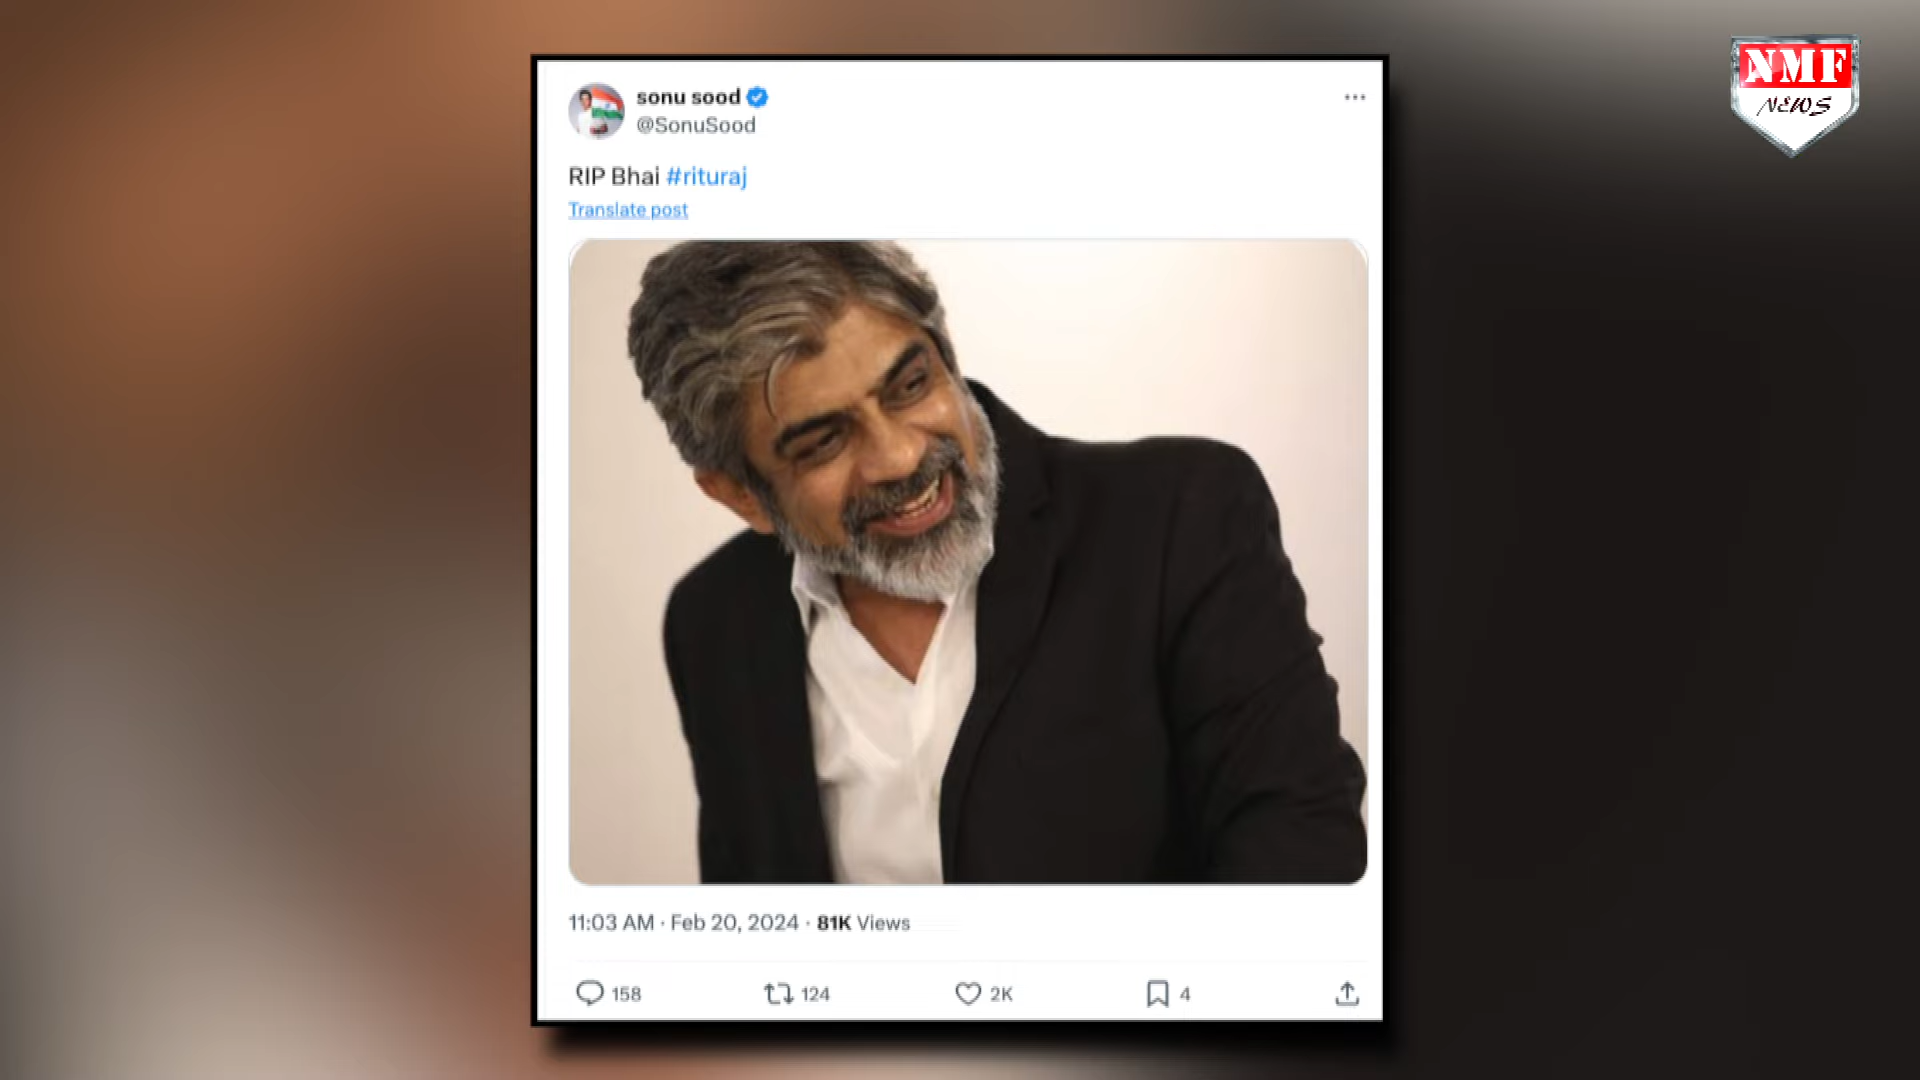 sonu sood
@SonuSood
RIP Bhai #rituraj
Translate post
11:03 AM · Feb 20, 2024 · 81K Views
158 124 2K 4
NMF
NEWS